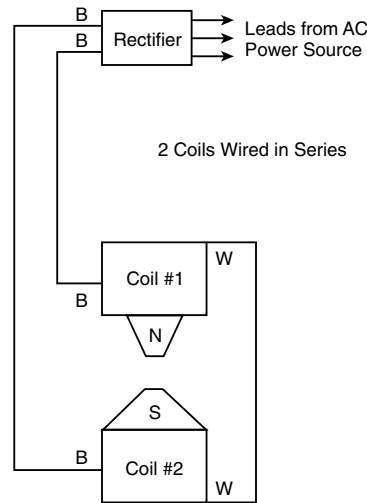 B
B
Rectifier
Leads from AC
Power Source
2 Coils Wired in Series
W
Coil #1
B
N
S
B
Coil #2
W